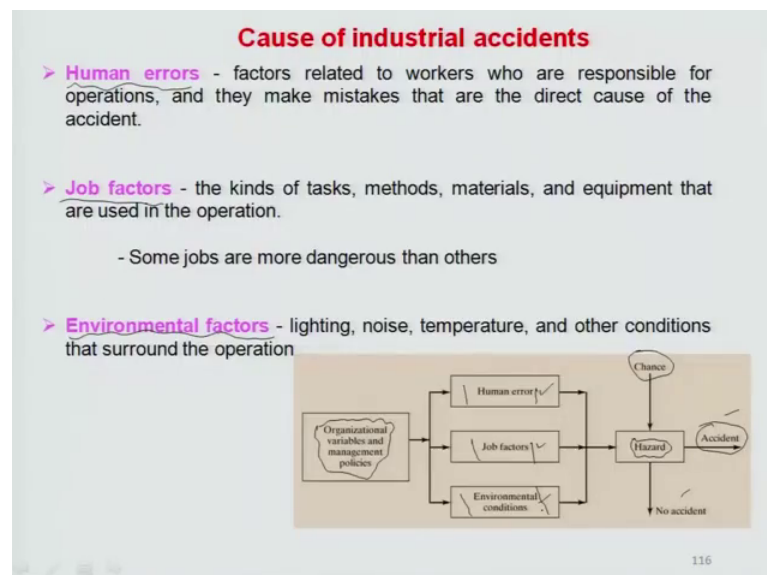 Cause of industrial accidents
➢ Human errors - factors related to workers who are responsible for
operations, and they make mistakes that are the direct cause of the
accident.
➢ Job factors - the kinds of tasks, methods, materials, and equipment that
are used in the operation.
- Some jobs are more dangerous than others
➢ Environmental factors - lighting, noise, temperature, and other conditions
that surround the operation
Chance
Human error
Organizational
variables and
management
policies
Job factors
Hazard
Accident
Environmental
conditions
No accident
116